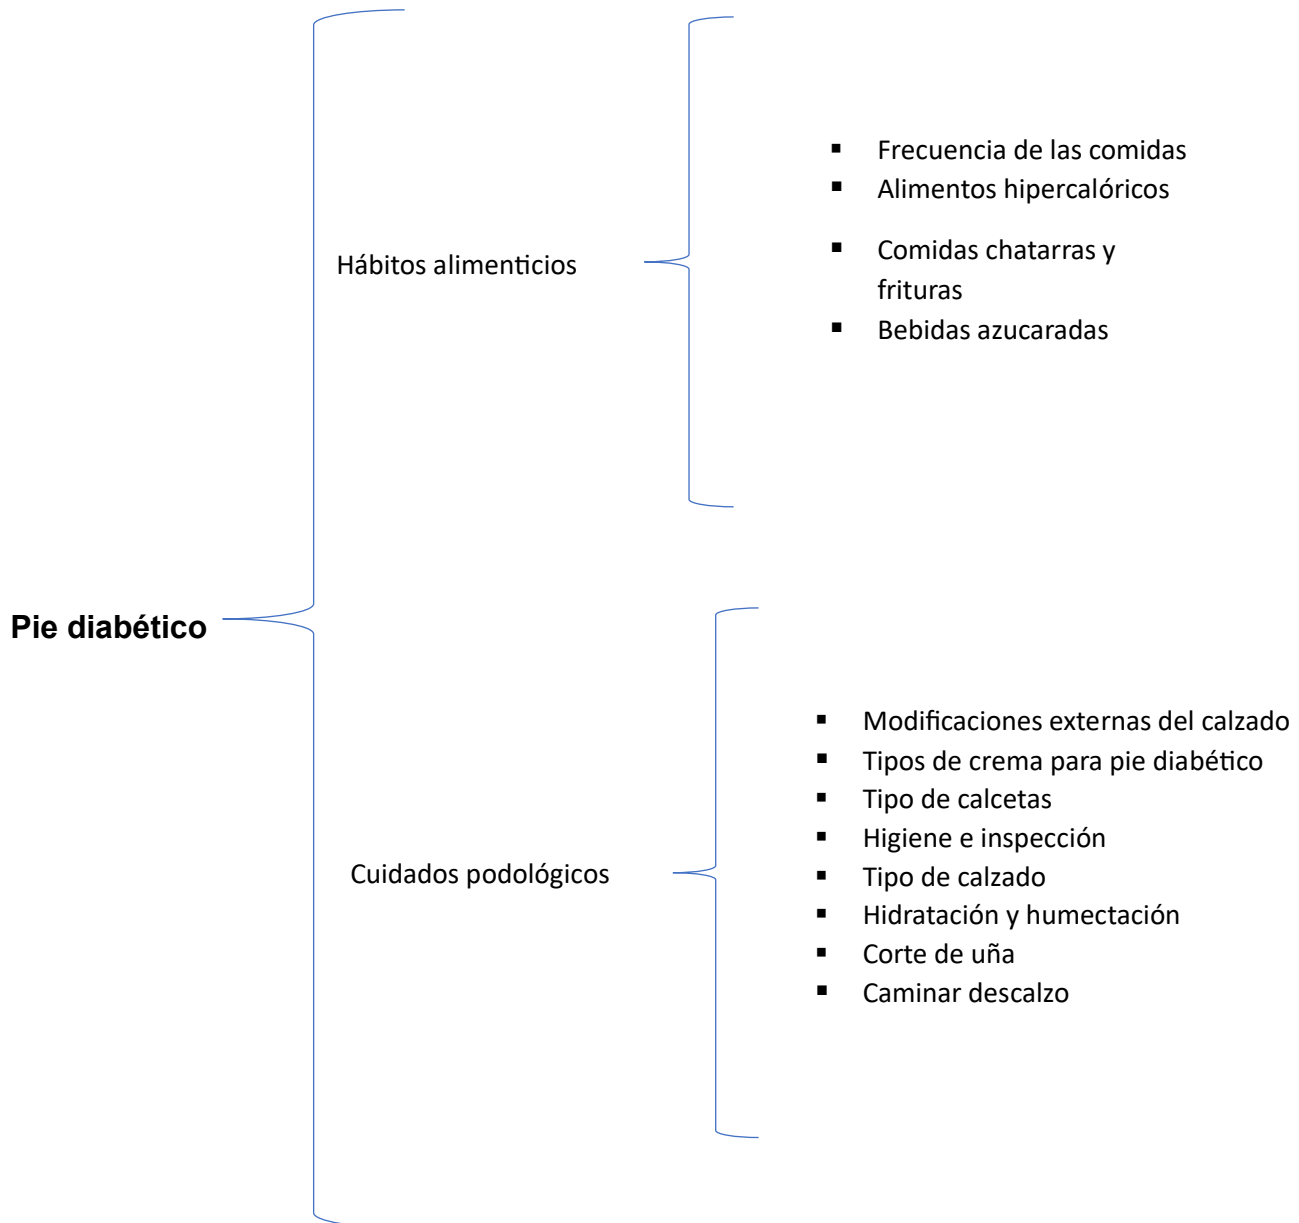 Pie diabético
Hábitos alimenticios
▪ Frecuencia de las comidas
▪ Alimentos hipercalóricos
▪ Comidas chatarras y
frituras
▪ Bebidas azucaradas
Cuidados podológicos
▪ Modificaciones externas del calzado
▪ Tipos de crema para pie diabético
▪ Tipo de calcetas
▪ Higiene e inspección
▪ Tipo de calzado
▪ Hidratación y humectación
▪ Corte de uña
▪ Caminar descalzo